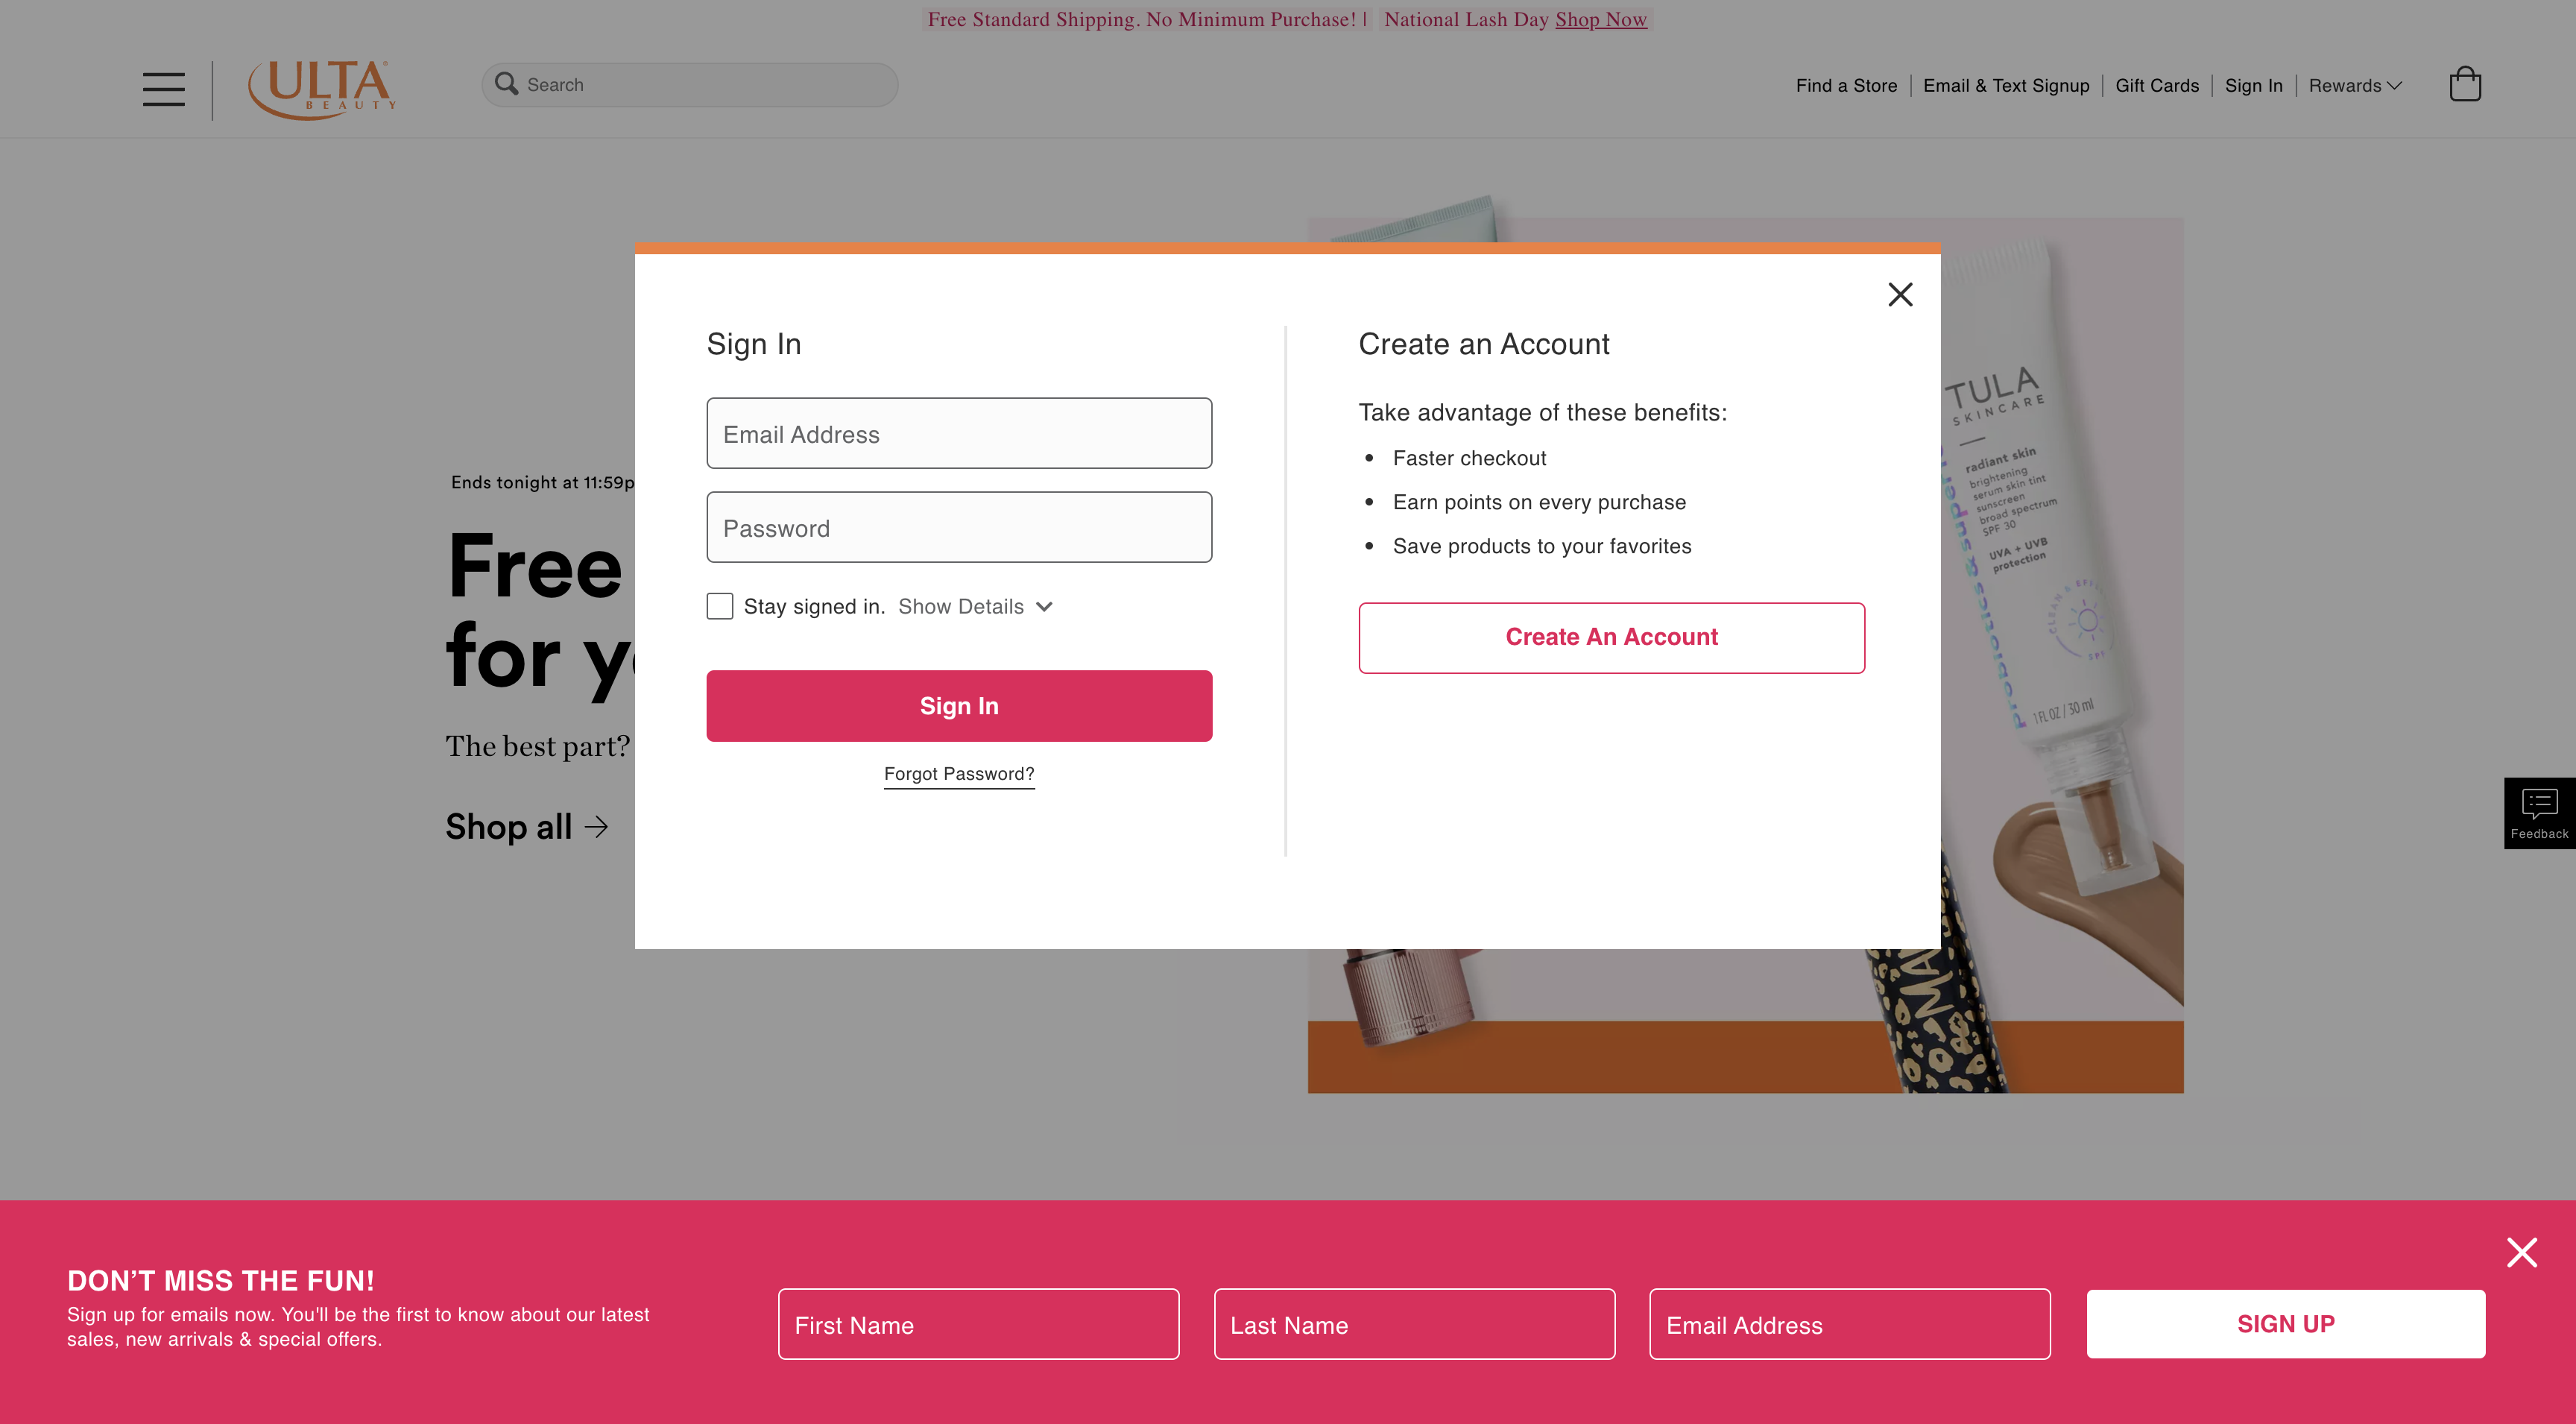 Free Standard Shipping. No Minimum Purchase! | National Lash Day Shop Now
ULTA
BEAUTY
Search
Find a Store
Email & Text Signup
Gift Cards
Sign In
Rewards
Ends tonight at 11:59p
Free
for y
The best part?
Shop all
Sign In
Email Address
Password
Stay signed in. Show Details
Sign In
Forgot Password?
Create an Account
Take advantage of these benefits:
• Faster checkout
• Earn points on every purchase
• Save products to your favorites
Create An Account
TULA
SKINCARE
radiant skin
brightening
serum skin tint
sunscreen
broad spectrum
SPF 30
UVA + UVB
protection
1 FL OZ / 30 ml
Feedback
DON'T MISS THE FUN!
Sign up for emails now. You'll be the first to know about our latest
sales, new arrivals & special offers.
First Name
Last Name
Email Address
SIGN UP